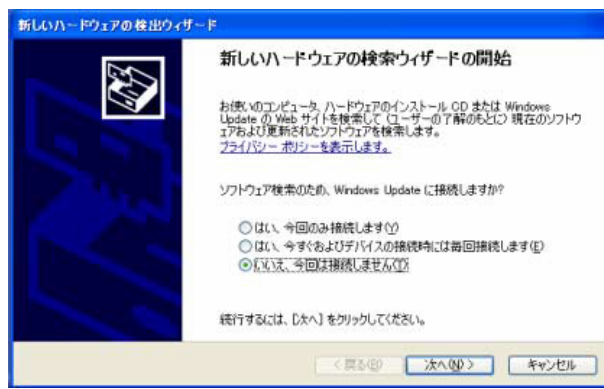 新しいハードウェアの検出ウィザード
新しいハードウェアの検索ウィザードの開始
お使いのコンピュータ、ハードウェアのインストール CD または Windows
Update の Web サイトを検索して (ユーザーの了解のもとに) 現在のソフトウ
ェアおよび更新されたソフトウェアを検索します。
プライバシー ポリシーを表示します。
ソフトウェア検索のため、Windows Update に接続しますか?
はい、今回のみ接続します(Y)
はい、今すぐおよびデバイスの接続時には毎回接続します(E)
いいえ、今回は接続しません(T)
続行するには、[次へ] をクリックしてください。
< 戻る(B) 次へ(N) > キャンセル